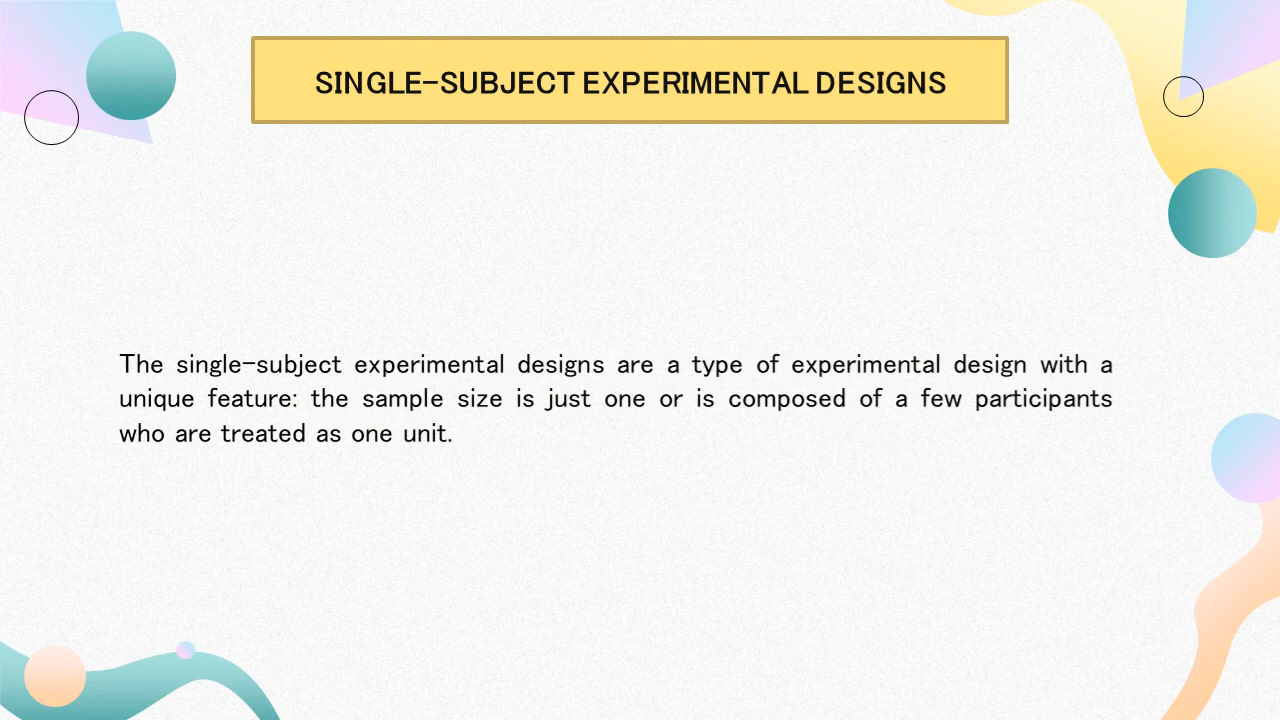 SINGLE-SUBJECT EXPERIMENTAL DESIGNS
The single-subject experimental designs are a type of experimental design with a
unique feature: the sample size is just one or is composed of a few participants
who are treated as one unit.